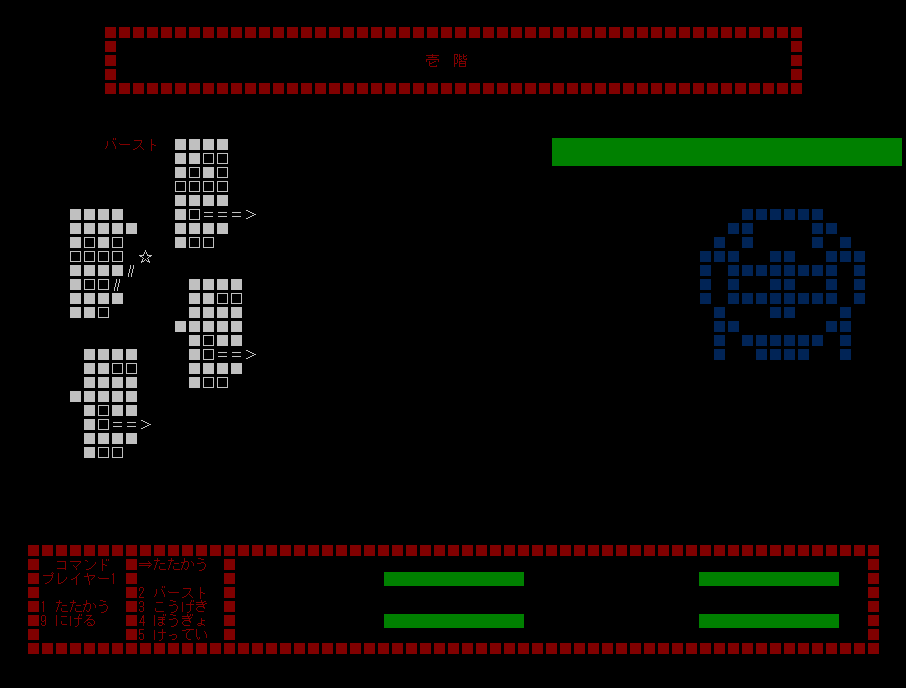 壱 階
バースト
コマンド
⇒たたかう
プレイヤー1
2 バースト
1 たたかう
3 こうげき
9 にげる
4 ぼうぎょ
5 けってい